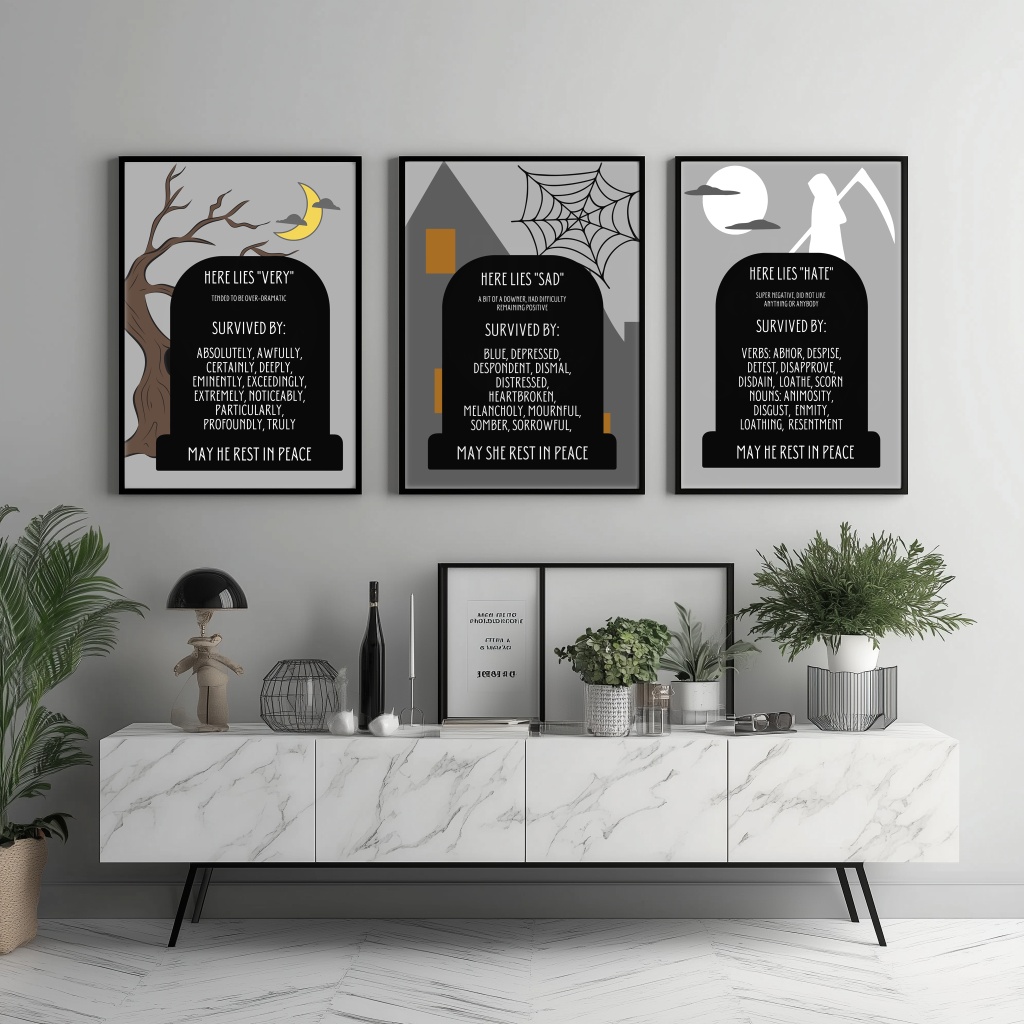 HERE LIES "VERY"
TENDED TO BE OVER-DRAMATIC
SURVIVED BY:
ABSOLUTELY, AWFULLY,
CERTAINLY, DEEPLY,
EMINENTLY, EXCEEDINGLY,
EXTREMELY, NOTICEABLY,
PARTICULARLY,
PROFOUNDLY, TRULY
MAY HE REST IN PEACE
HERE LIES "SAD"
A BIT OF A DOWNER, HAD DIFFICULTY
REMAINING POSITIVE
SURVIVED BY:
BLUE, DEPRESSED,
DESPONDENT, DISMAL,
DISTRESSED,
HEARTBROKEN,
MELANCHOLY, MOURNFUL,
SOMBER, SORROWFUL,
MAY SHE REST IN PEACE
HERE LIES "HATE"
SUPER NEGATIVE, DID NOT LIKE
ANYTHING OR ANYBODY
SURVIVED BY:
VERBS: ABHOR, DESPISE,
DETEST, DISAPPROVE,
DISDAIN, LOATHE, SCORN
NOUNS: ANIMOSITY,
DISGUST, ENMITY,
LOATHING, RESENTMENT
MAY HE REST IN PEACE